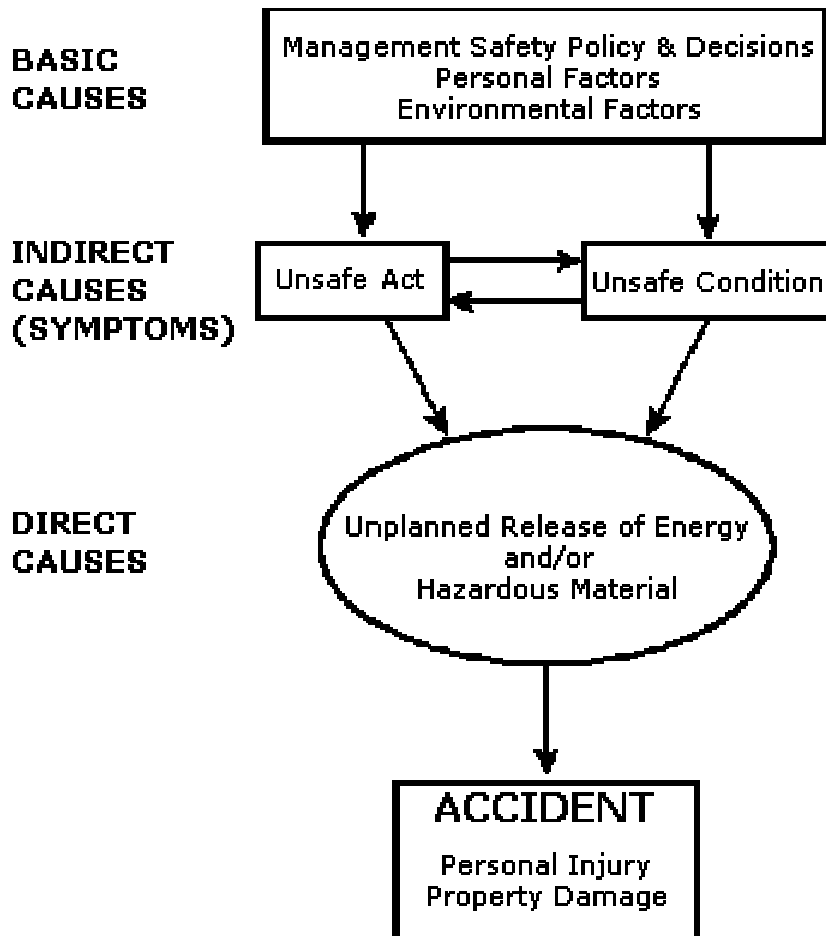 BASIC
CAUSES
Management Safety Policy & Decisions
Personal Factors
Environmental Factors
INDIRECT
CAUSES
(SYMPTOMS)
Unsafe Act
Unsafe Condition
DIRECT
CAUSES
Unplanned Release of Energy
and/or
Hazardous Material
ACCIDENT
Personal Injury
Property Damage